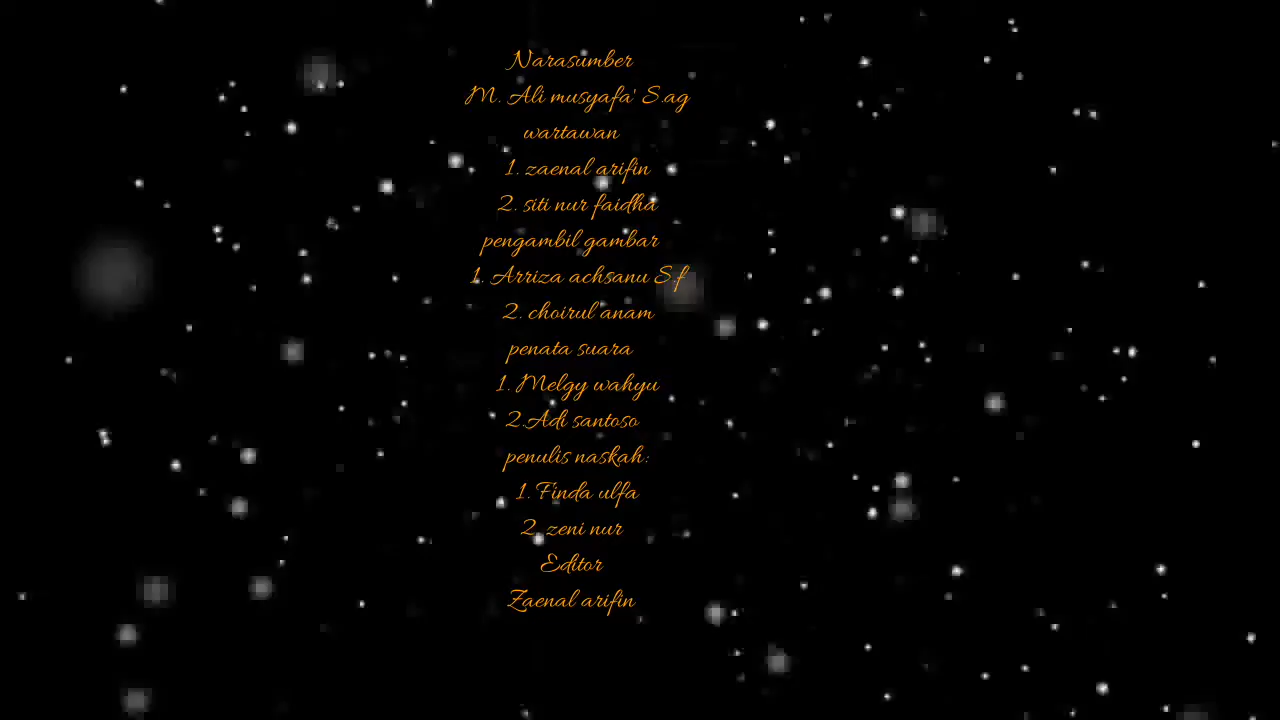 Narasumber
M. Ali musyafa' S.ag
wartawan
1. zaenal arifin
2. siti nur faidha
pengambil gambar
1. Arriza achsanu S.f
2. choirul anam
penata suara
1. Melgy wahyu
2.Adi santoso
penulis naskah:
1. Finda ulfa
2. zeni nur
Editor
Zaenal arifin